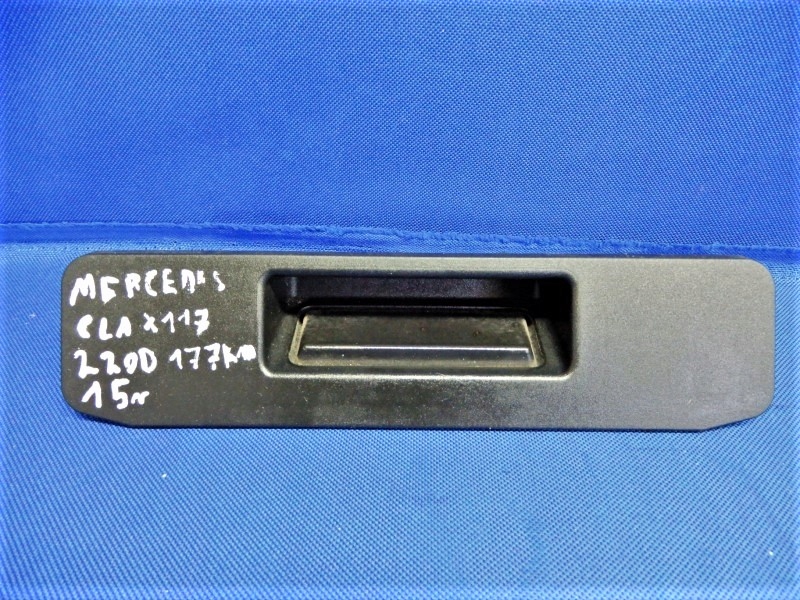 MERCEDES
CLA X117
220D 177km
15r